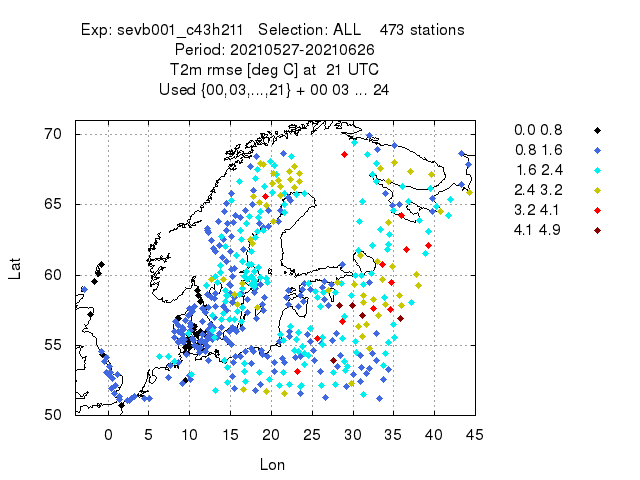 Exp: sevb001_c43h211 Selection: ALL 473 stations
Period: 20210527-20210626
T2m rmse [deg C] at 21 UTC
Used {00,03,...,21} + 00 03 ... 24
0.0 0.8
0.8 1.6
1.6 2.4
2.4 3.2
3.2 4.1
4.1 4.9
70
65
60
55
50
Lat
0 5 10 15 20 25 30 35 40 45
Lon